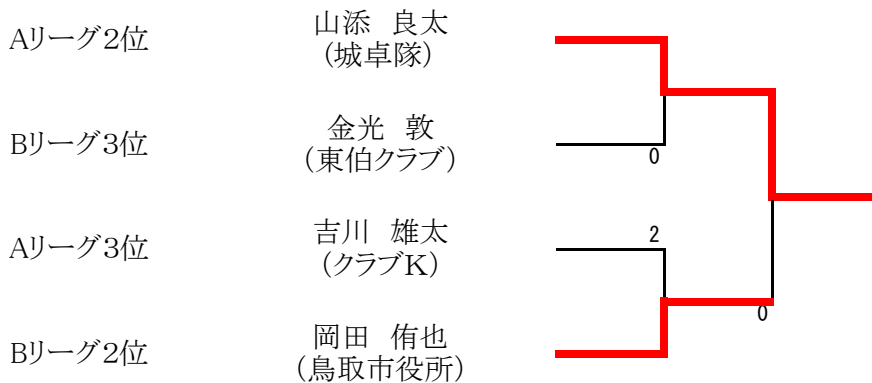 Aリーグ2位
山添 良太
(城卓隊)
Bリーグ3位
金光 敦
(東伯クラブ)
0
Aリーグ3位
吉川 雄太
(クラブK)
2
0
Bリーグ2位
岡田 侑也
(鳥取市役所)